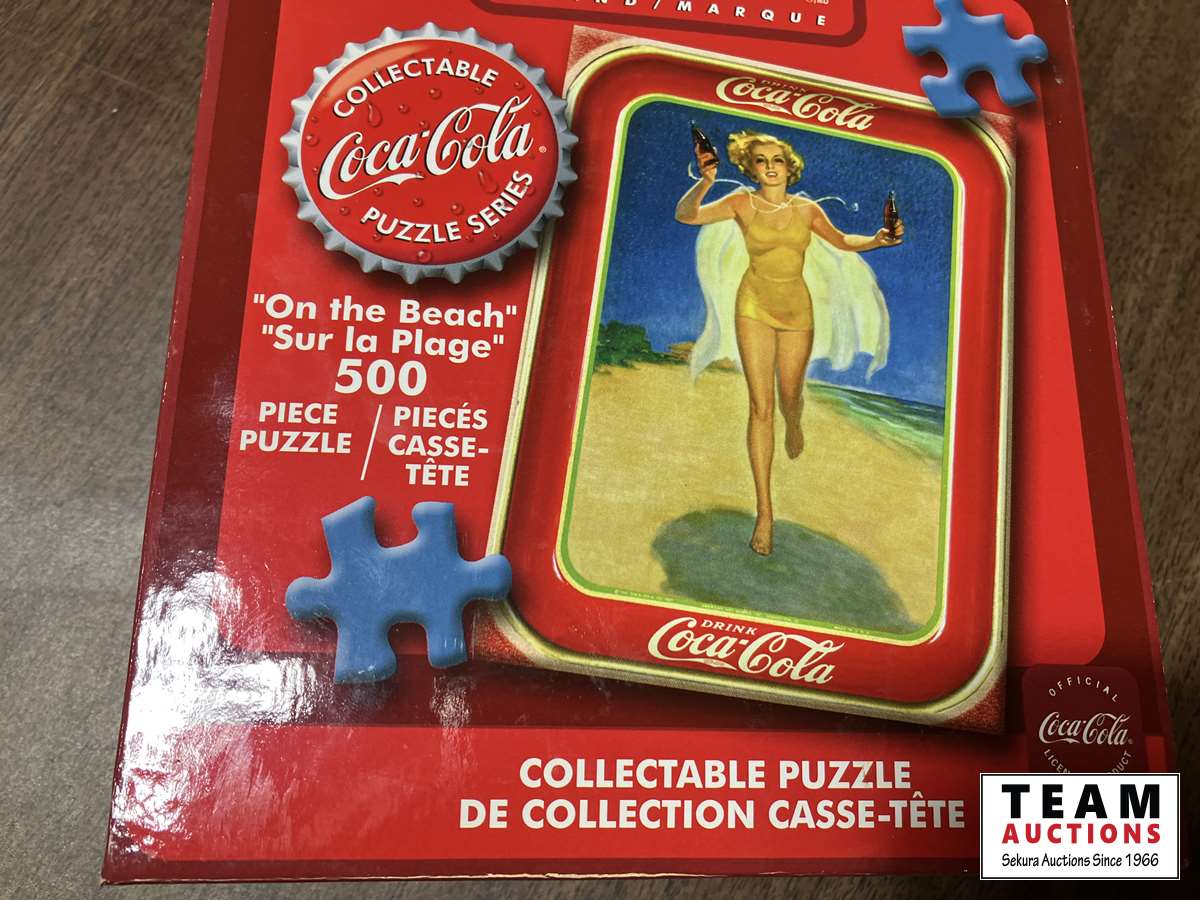 ND/MARQUE
COLLECTABLE
Coca-Cola
PUZZLE SERIES
DRINK
Coca-Cola
"On the Beach"
"Sur la Plage"
500
PIECE
PUZZLE
PIECÉS
CASSE-
TÊTE
DRINK
Coca-Cola
OFFICIAL
Coca-Cola
COLLECTABLE PUZZLE
DE COLLECTION CASSE-TÊTE
TEAM
AUCTIONS
Sekura Auctions Since 1966